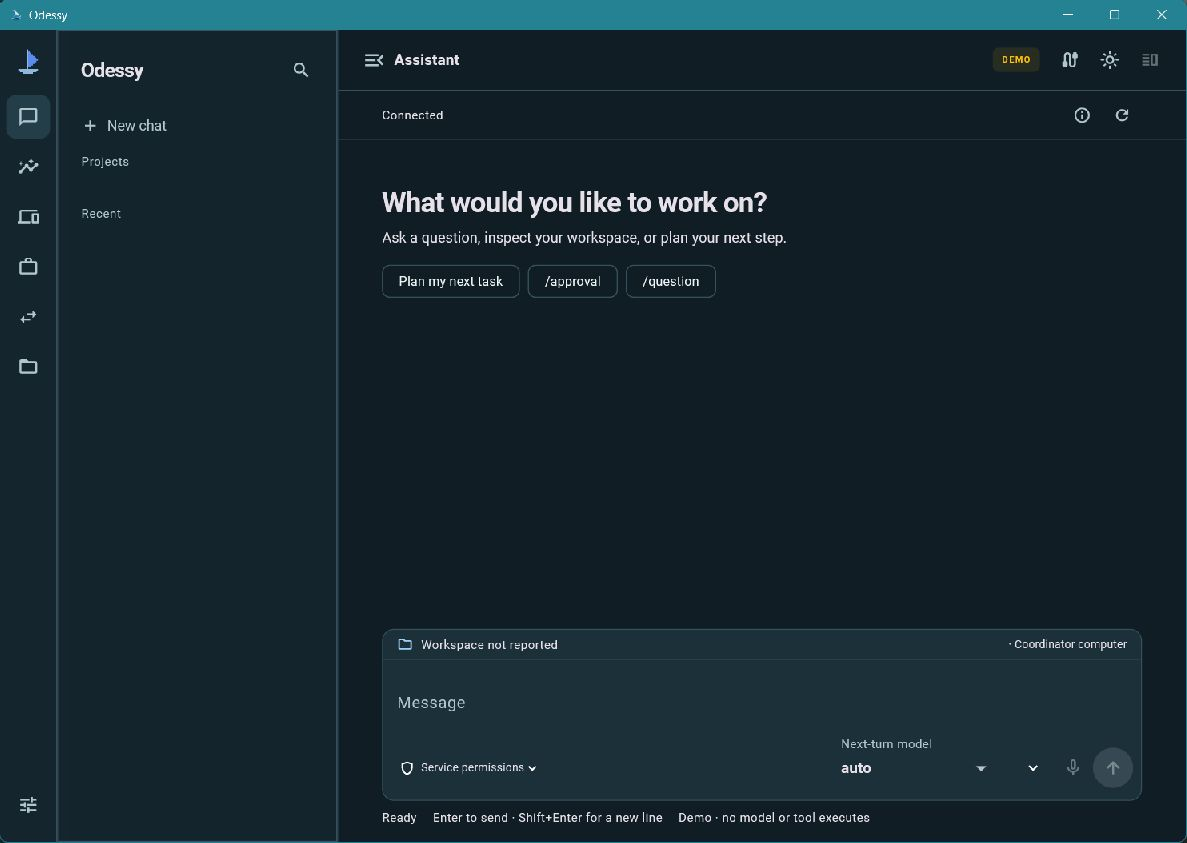 Odessy
Odessy
New chat
Projects
Recent
Assistant
DEMO
Connected
What would you like to work on?
Ask a question, inspect your workspace, or plan your next step.
Plan my next task
/approval
/question
Workspace not reported
· Coordinator computer
Message
Service permissions
Next-turn model
auto
Ready Enter to send · Shift+Enter for a new line Demo · no model or tool executes